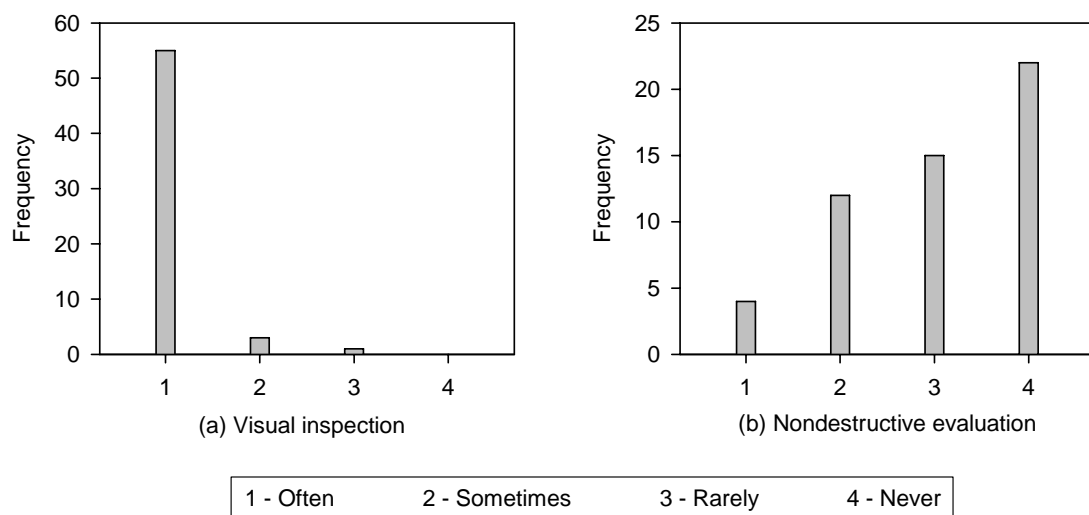 60
50
40
30
20
10
0
Frequency
1 2 3 4
(a) Visual inspection
25
20
15
10
5
0
Frequency
1 2 3 4
(b) Nondestructive evaluation
1 - Often 2 - Sometimes 3 - Rarely 4 - Never